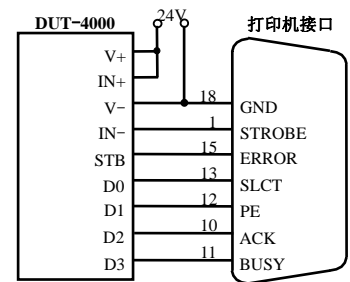 DUT-4000 24V 打印机接口
V+
IN+
V- 18 GND
IN- 1 STROBE
STB 15 ERROR
D0 13 SLCT
D1 12 PE
D2 10 ACK
D3 11 BUSY